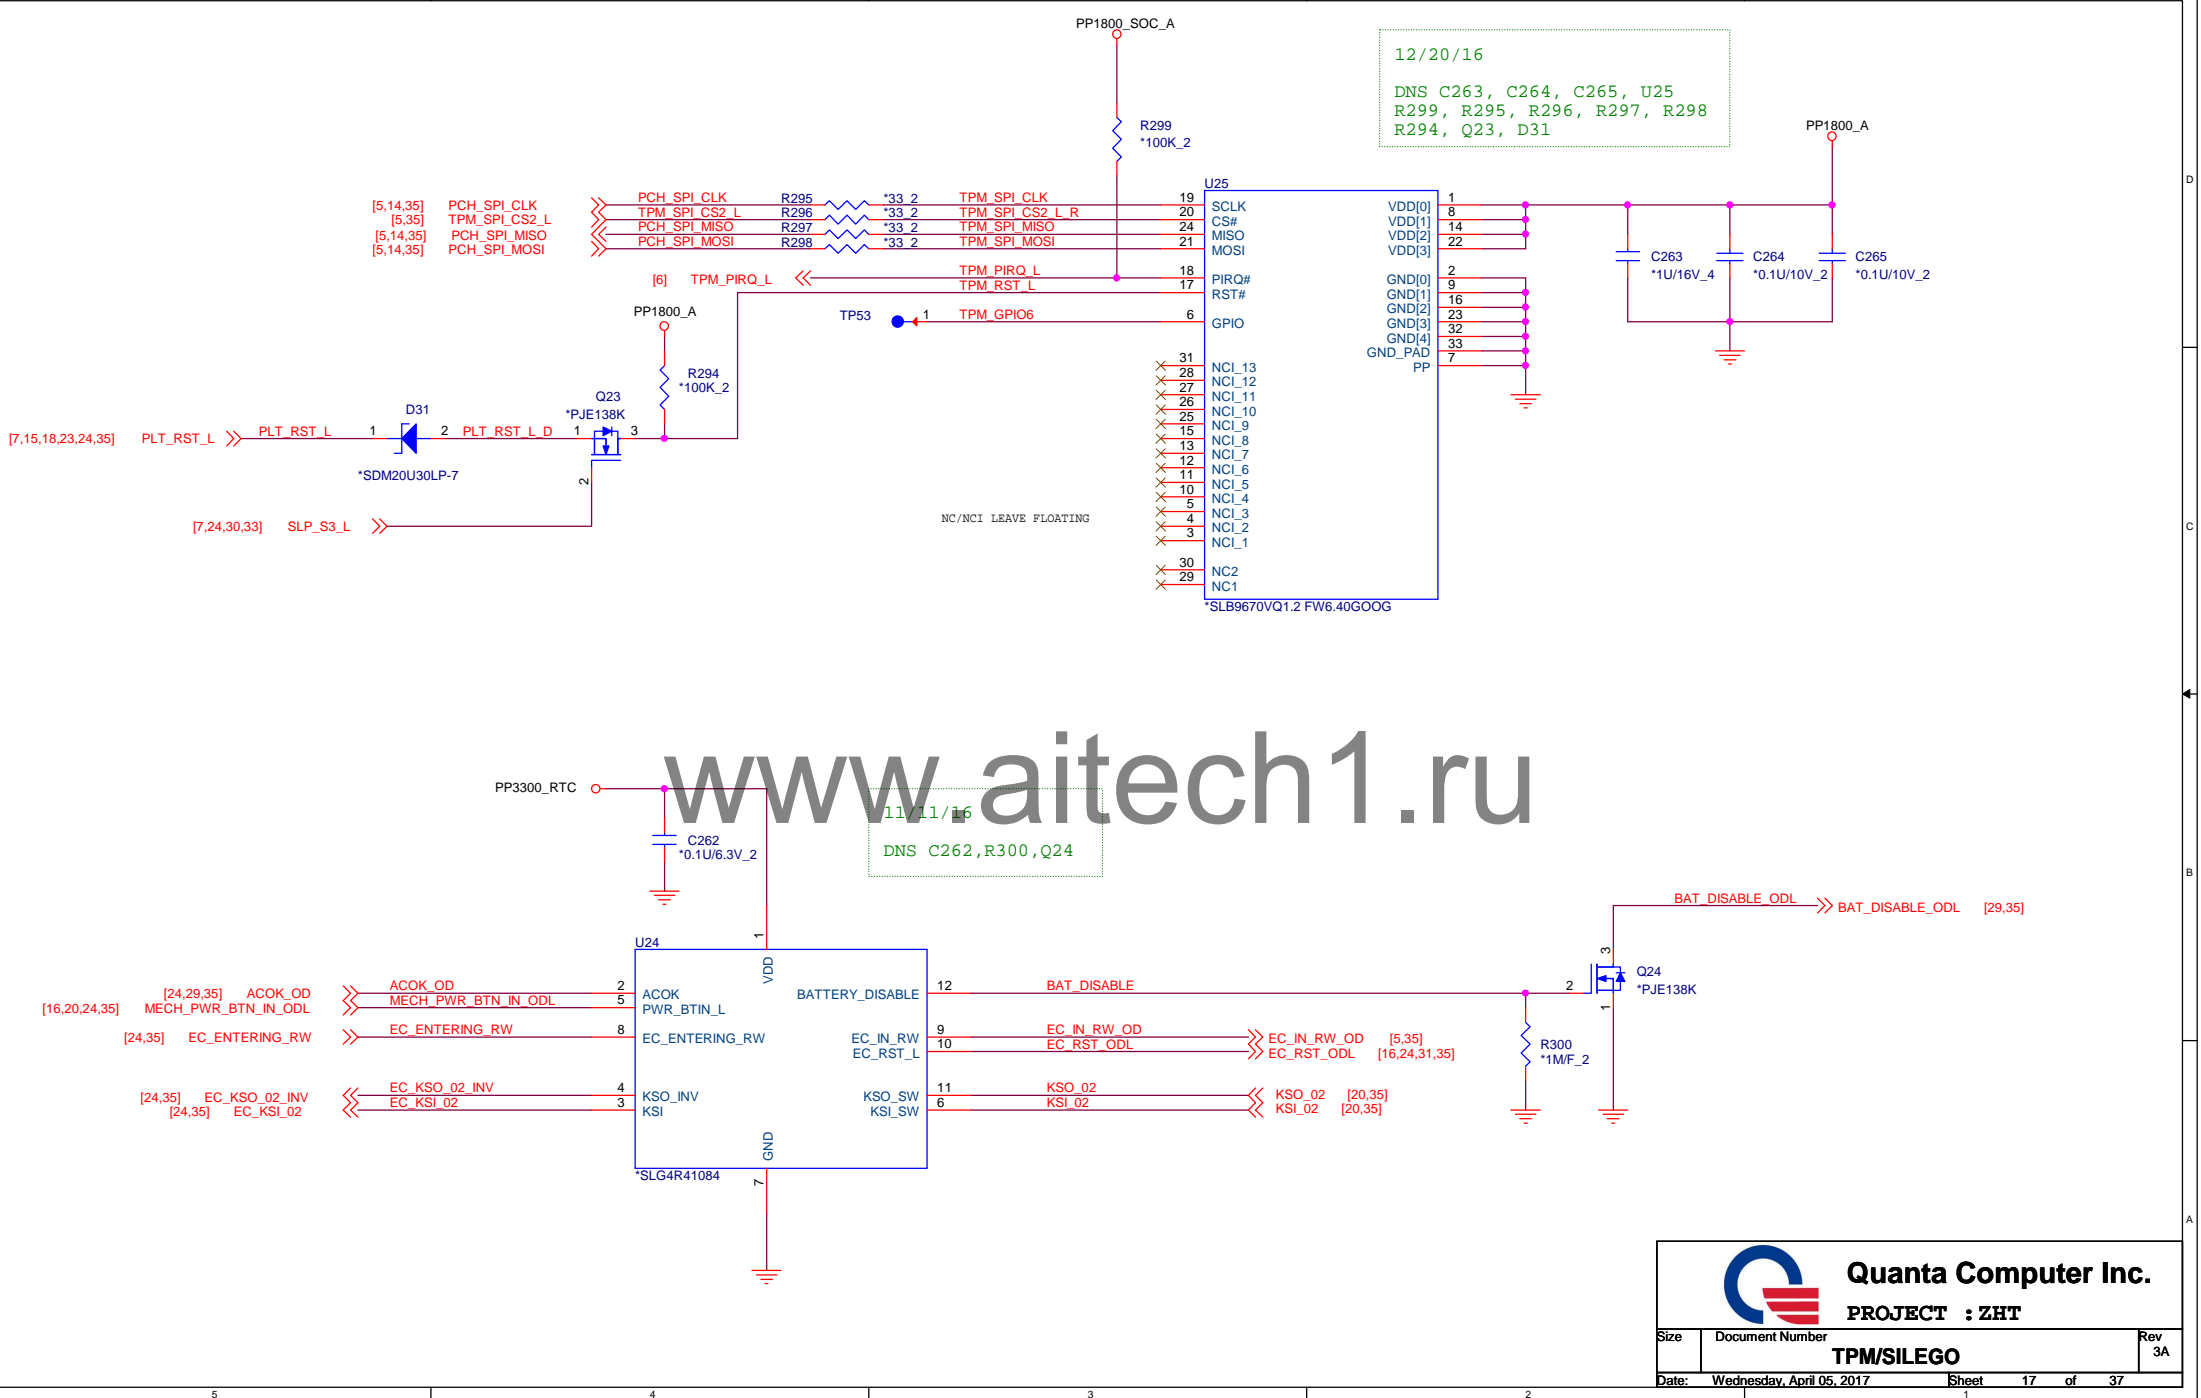 PP1800_SOC_A
12/20/16
DNS C263, C264, C265, U25
R299, R295, R296, R297, R298
R294, Q23, D31
PP1800_A
R299
*100K_2
D
U25
[5,14,35] PCH_SPI_CLK PCH_SPI_CLK R295 *33_2 TPM_SPI_CLK 19 SCLK VDD[0] 1
[5,35] TPM_SPI_CS2_L TPM_SPI_CS2_L R296 *33_2 TPM_SPI_CS2_L_R 20 CS# VDD[1] 8
[5,14,35] PCH_SPI_MISO PCH_SPI_MISO R297 *33_2 TPM_SPI_MISO 24 MISO VDD[2] 14
[5,14,35] PCH_SPI_MOSI PCH_SPI_MOSI R298 *33_2 TPM_SPI_MOSI 21 MOSI VDD[3] 22
C263
*1U/16V_4
C264
*0.1U/10V_2
C265
*0.1U/10V_2
[6] TPM_PIRQ_L TPM_PIRQ_L 18 PIRQ# GND[0] 2
TPM_RST_L 17 RST# GND[1] 9
GND[2] 16
TP53 1 TPM_GPIO6 6 GPIO GND[3] 23
GND[4] 32
GND_PAD 33
PP 7
PP1800_A
R294
*100K_2
31 NCI_13
28 NCI_12
27 NCI_11
26 NCI_10
25 NCI_9
15 NCI_8
13 NCI_7
12 NCI_6
11 NCI_5
10 NCI_4
5 NCI_3
4 NCI_2
3 NCI_1
30 NC2
29 NC1
*SLB9670VQ1.2 FW6.40GOOG
Q23
*PJE138K
D31
[7,15,18,23,24,35] PLT_RST_L PLT_RST_L 1 2 PLT_RST_L_D 1 3
*SDM20U30LP-7
2
[7,24,30,33] SLP_S3_L
NC/NCI LEAVE FLOATING
C
www.aitech1.ru
PP3300_RTC
C262
*0.1U/6.3V_2
11/11/16
DNS C262,R300,Q24
B
BAT_DISABLE_ODL BAT_DISABLE_ODL [29,35]
U24
1
VDD
[24,29,35] ACOK_OD ACOK_OD 2 ACOK BATTERY_DISABLE 12 BAT_DISABLE
[16,20,24,35] MECH_PWR_BTN_IN_ODL MECH_PWR_BTN_IN_ODL 5 PWR_BTIN_L
3
2
1
Q24
*PJE138K
[24,35] EC_ENTERING_RW EC_ENTERING_RW 8 EC_ENTERING_RW EC_IN_RW 9 EC_IN_RW_OD EC_IN_RW_OD [5,35]
EC_RST_L 10 EC_RST_ODL EC_RST_ODL [16,24,31,35]
R300
*1M/F_2
[24,35] EC_KSO_02_INV EC_KSO_02_INV 4 KSO_INV KSO_SW 11 KSO_02 KSO_02 [20,35]
[24,35] EC_KSI_02 EC_KSI_02 3 KSI KSI_SW 6 KSI_02 KSI_02 [20,35]
GND
*SLG4R41084
7
A
Quanta Computer Inc.
PROJECT : ZHT
Size Document Number Rev
TPM/SILEGO 3A
Date: Wednesday, April 05, 2017 Sheet 17 of 37
5 4 3 2 1